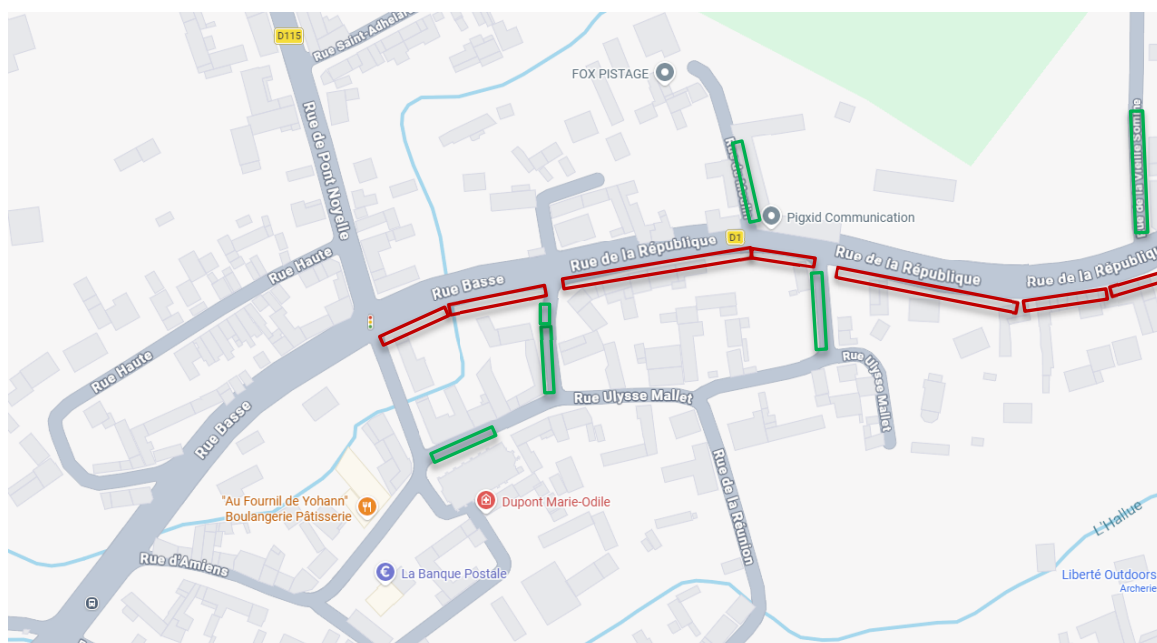 D115
Rue Saint-Adhelard
FOX PISTAGE
Rue de Pont Noyelle
Pigxid Communication
D1
Rue de la République
Rue de la République
Rue de la République
Rue Haute
Rue Basse
Rue Haute
Rue Basse
Rue Ulysse Mallet
Rue Ulysse Mallet
Rue de la Réunion
"Au Fournil de Yohann"
Boulangerie Pâtisserie
Dupont Marie-Odile
L'Hallue
Rue d'Amiens
La Banque Postale
Liberté Outdoors
Archerie